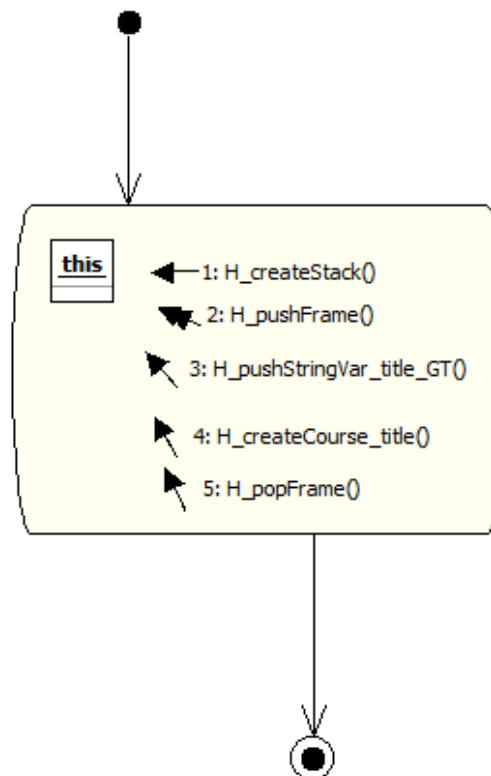 this
1: H_createStack()
2: H_pushFrame()
3: H_pushStringVar_title_GT()
4: H_createCourse_title()
5: H_popFrame()